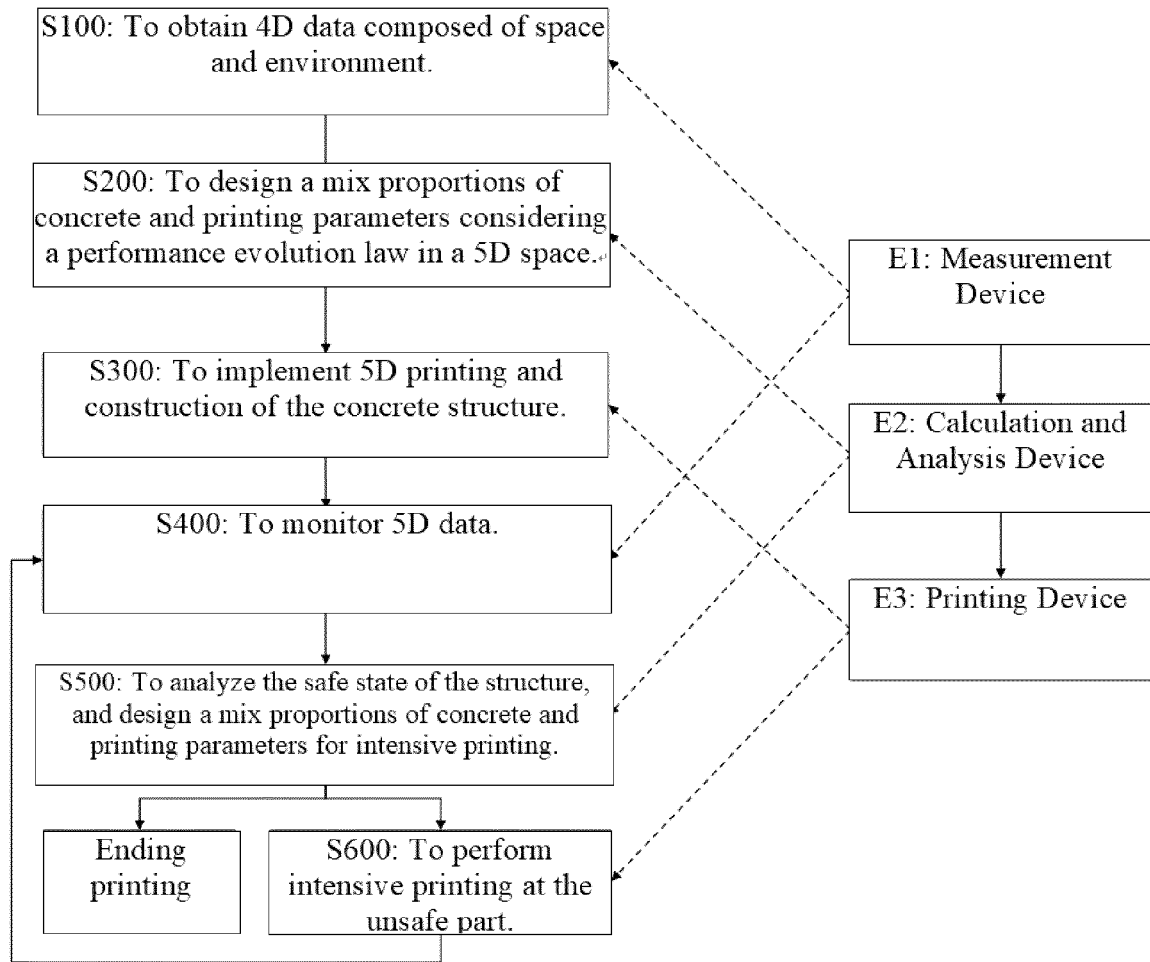 S100: To obtain 4D data composed of space
and environment.
S200: To design a mix proportions of
concrete and printing parameters considering
a performance evolution law in a 5D space.
S300: To implement 5D printing and
construction of the concrete structure.
S400: To monitor 5D data.
S500: To analyze the safe state of the structure,
and design a mix proportions of concrete and
printing parameters for intensive printing.
Ending
printing
S600: To perform
intensive printing at the
unsafe part.
E1: Measurement
Device
E2: Calculation and
Analysis Device
E3: Printing Device